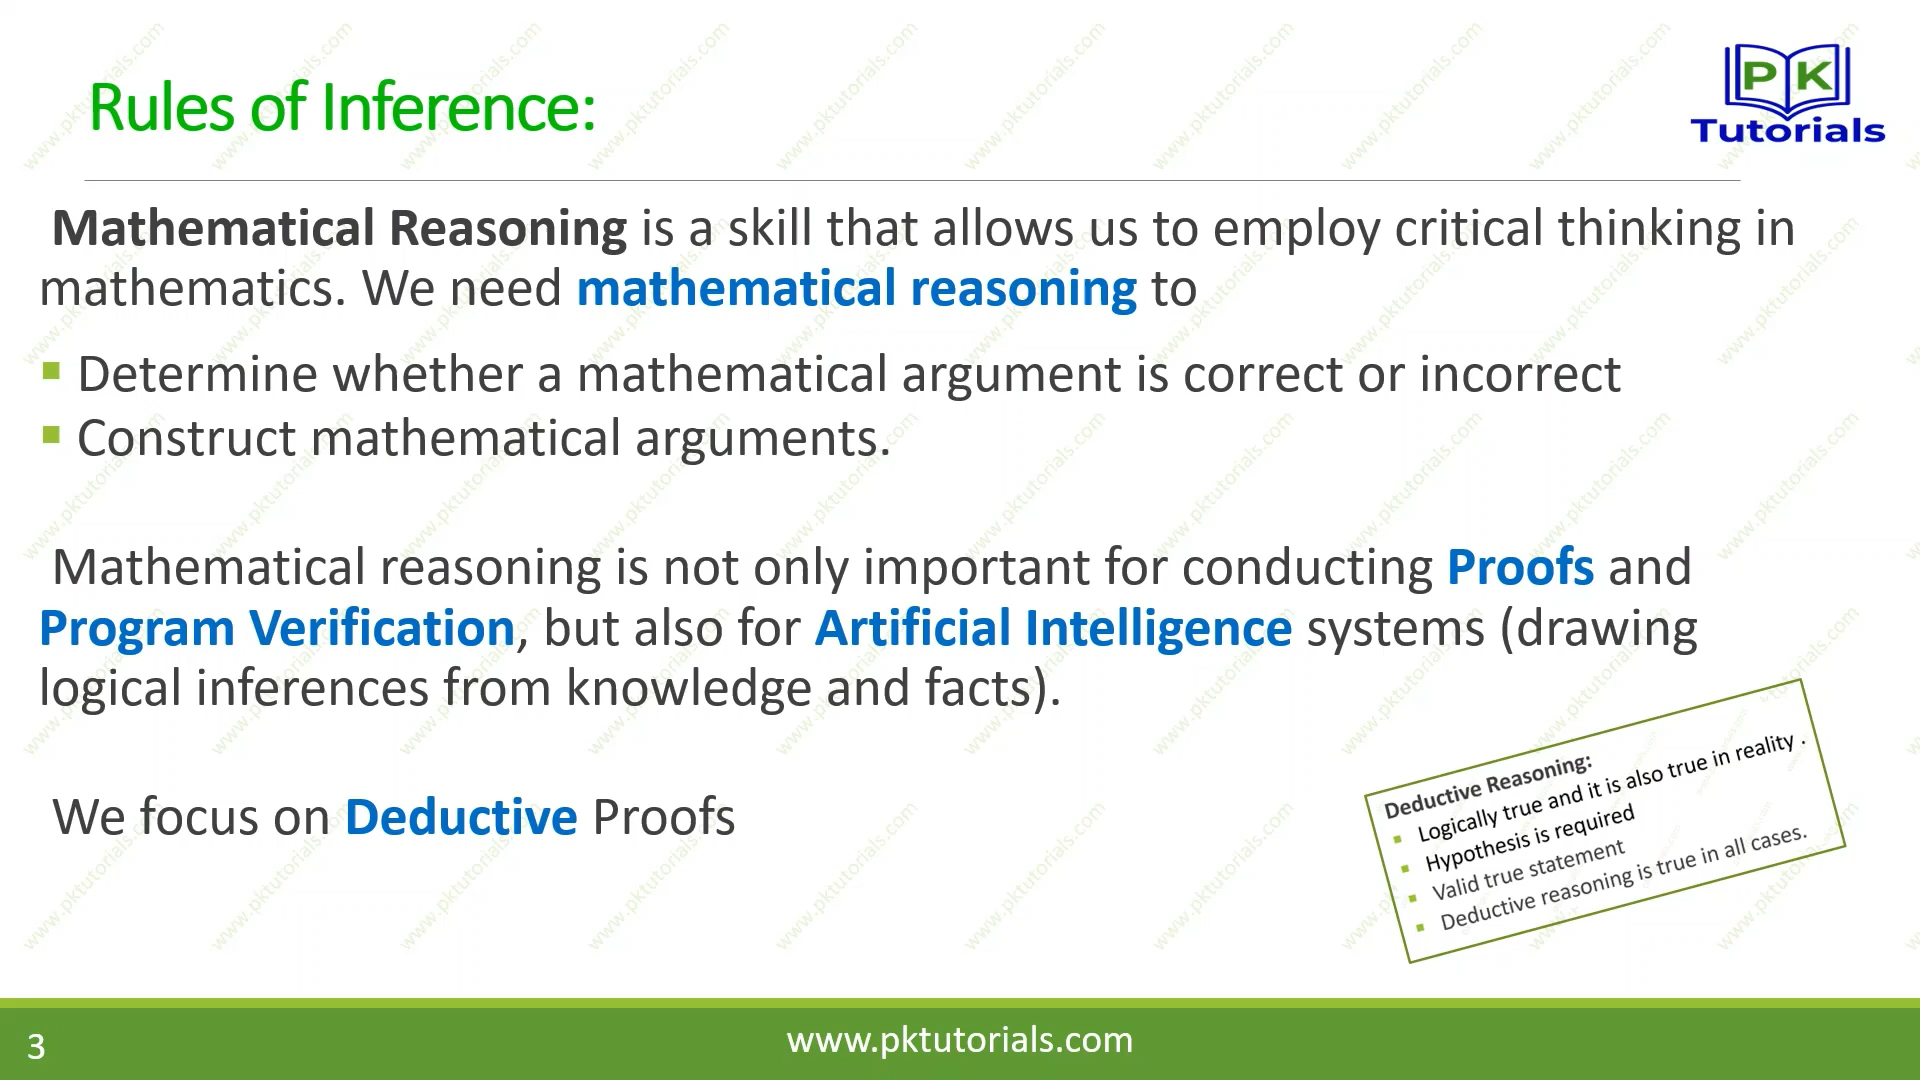 Rules of Inference:
PK
Tutorials
Mathematical Reasoning is a skill that allows us to employ critical thinking in
mathematics. We need mathematical reasoning to
▪ Determine whether a mathematical argument is correct or incorrect
▪ Construct mathematical arguments.
Mathematical reasoning is not only important for conducting Proofs and
Program Verification, but also for Artificial Intelligence systems (drawing
logical inferences from knowledge and facts).
We focus on Deductive Proofs
Deductive Reasoning:
▪ Logically true and it is also true in reality .
▪ Hypothesis is required
▪ Valid true statement
▪ Deductive reasoning is true in all cases.
3
www.pktutorials.com